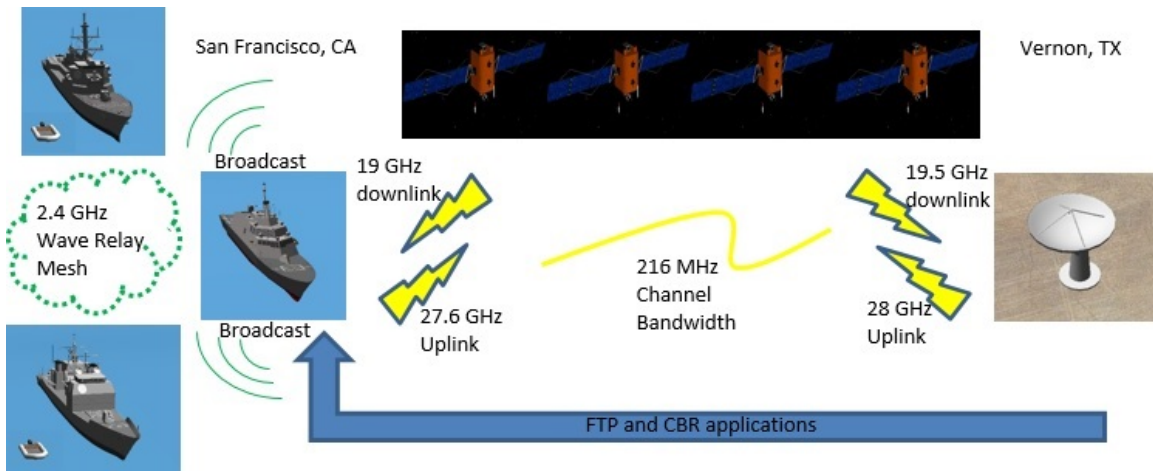 San Francisco, CA
Vernon, TX
Broadcast
19 GHz
downlink
19.5 GHz
downlink
2.4 GHz
Wave Relay
Mesh
216 MHz
Channel
Bandwidth
27.6 GHz
Uplink
28 GHz
Uplink
Broadcast
FTP and CBR applications